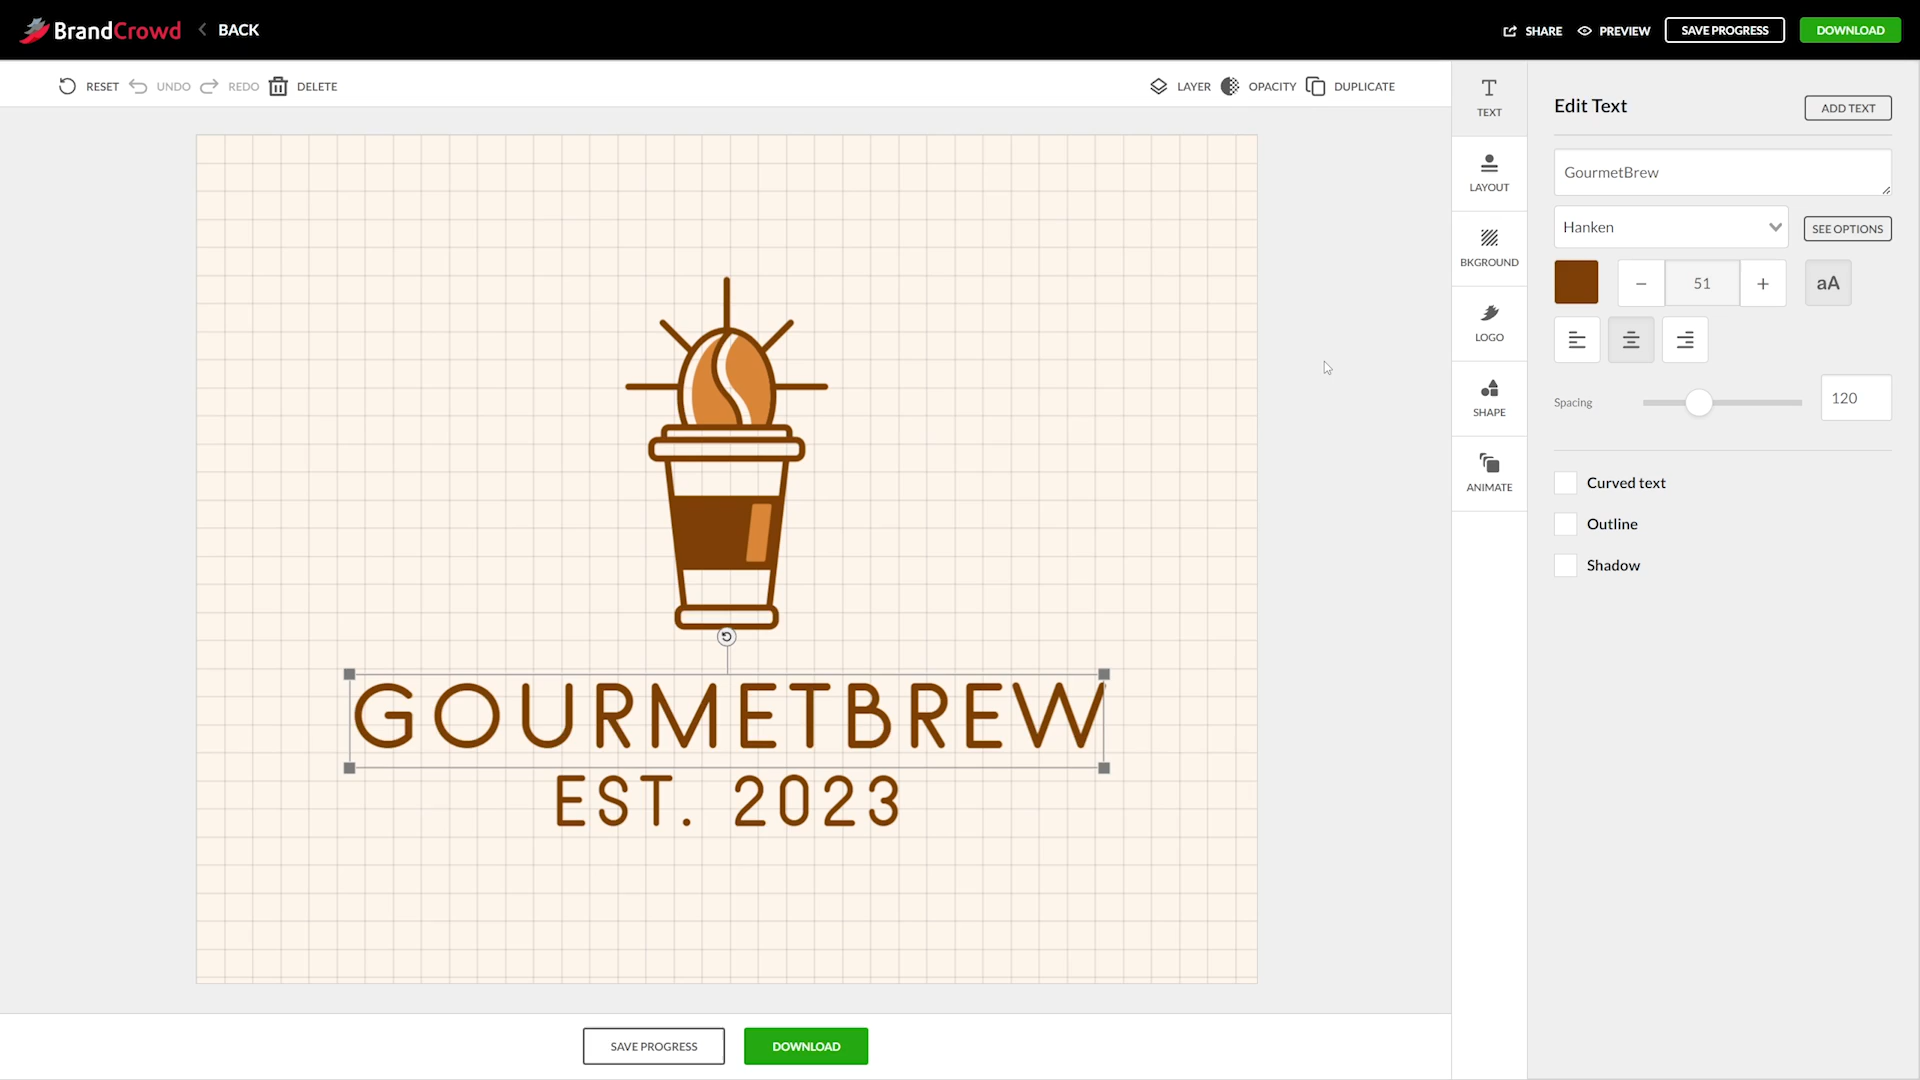 BrandCrowd BACK SHARE PREVIEW SAVE PROGRESS DOWNLOAD
RESET UNDO REDO DELETE LAYER OPACITY DUPLICATE
TEXT
LAYOUT
BKGROUND
LOGO
SHAPE
ANIMATE
Edit Text ADD TEXT
GourmetBrew
Hanken SEE OPTIONS
51 aA
Spacing 120
Curved text
Outline
Shadow
GOURMETBREW
EST. 2023
SAVE PROGRESS DOWNLOAD